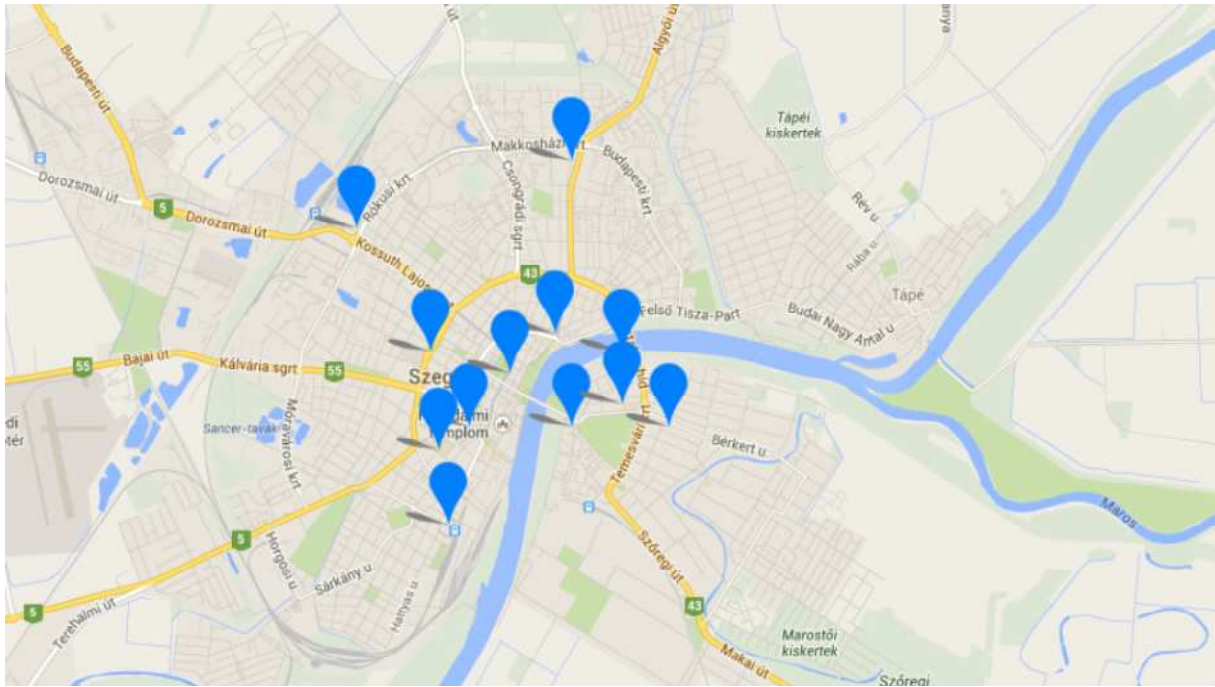 Budapesti út
Algyői út
anya
Tápéi
kiskertek
Makkosházi krt
Budapesti krt.
Csongrádi sgrt
Dorozsmai út
5
Dorozsmai út
Rókusi krt
Rév u.
Rába u.
Kossuth Lajos
43
Tápé
Felső Tisza-Part
Budai Nagy Antal u
55
Bajai út
Kálvária sgrt
55
Szeg
Sancer-tavak
Moravárosi krt
Templom
Temesvári krt
Bérkert u.
Maros
5
Horgosi u.
Sárkány u.
Hattyas u.
Szőregi út
5
Terehalmi út
43
Makai út
Marostői
kiskertek
Szőregi